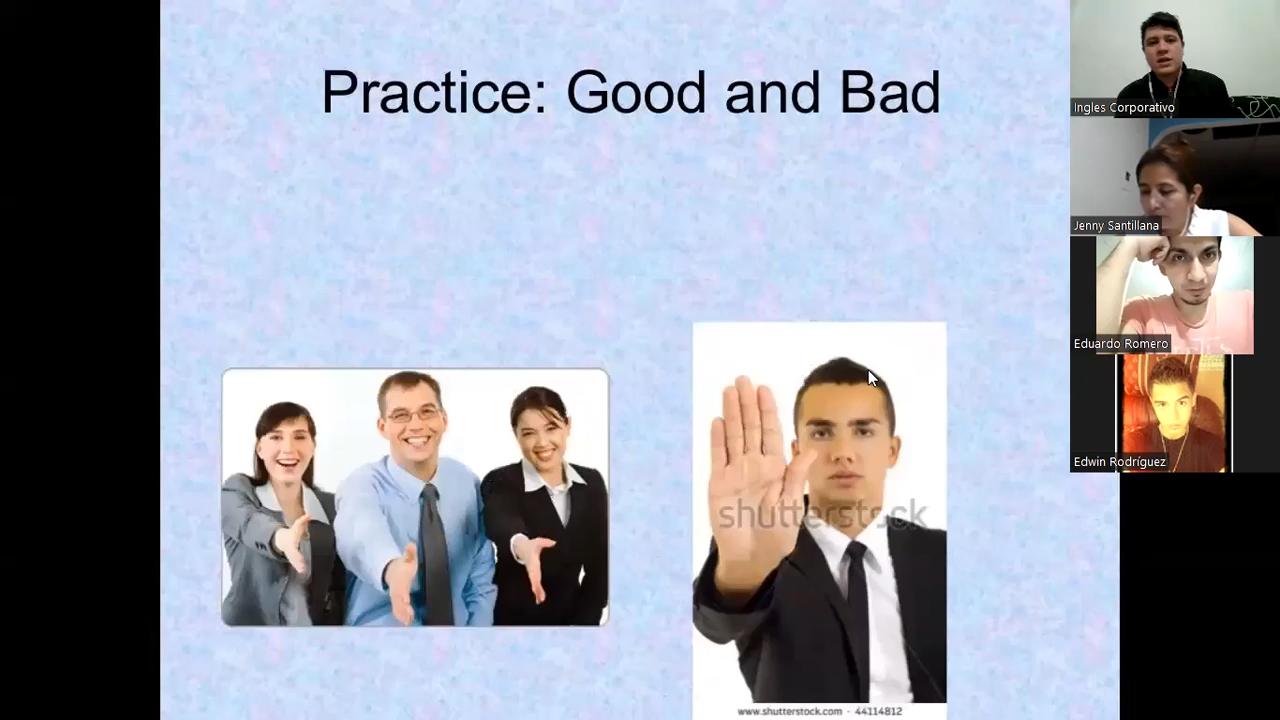 Practice: Good and Bad
Ingles Corporativo
Jenny Santillana
Eduardo Romero
Edwin Rodríguez
shutterstock
www.shutterstock.com · 44114812